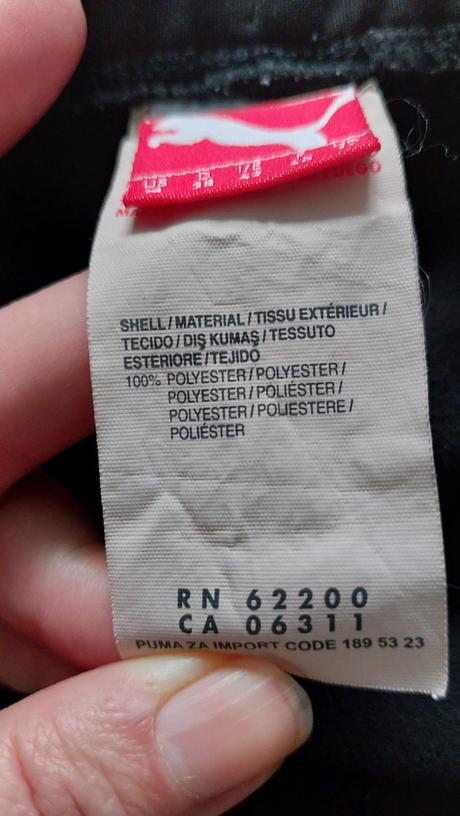 SHELL / MATERIAL / TISSU EXTÉRIEUR /
TECIDO / DIŞ KUMAŞ / TESSUTO
ESTERIORE / TEJIDO
100% POLYESTER / POLYESTER /
POLYESTER / POLIÉSTER /
POLYESTER / POLIESTERE /
POLIÉSTER
RN 62200
CA 06311
PUMA ZA IMPORT CODE 189 53 23